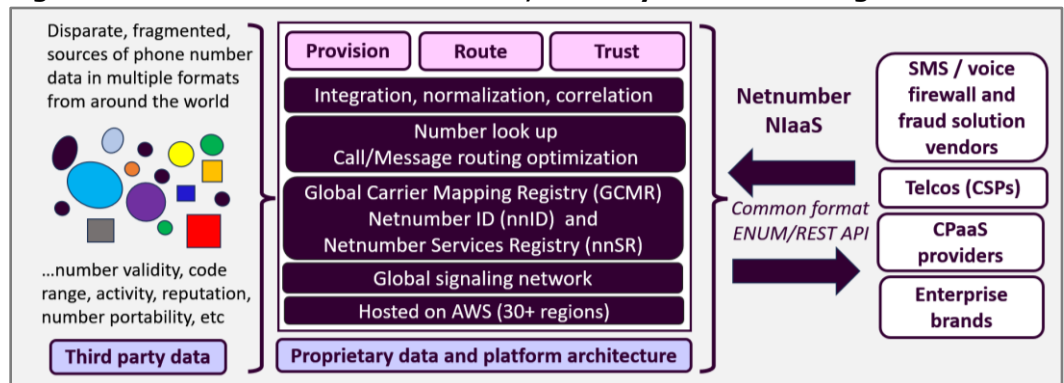 Disparate, fragmented,
sources of phone number
data in multiple formats
from around the world
...number validity, code
range, activity, reputation,
number portability, etc
Third party data
Provision
Route
Trust
Integration, normalization, correlation
Number look up
Call/Message routing optimization
Global Carrier Mapping Registry (GCMR)
Netnumber ID (nnID) and
Netnumber Services Registry (nnSR)
Global signaling network
Hosted on AWS (30+ regions)
Proprietary data and platform architecture
Netnumber
NIaaS
Common format
ENUM/REST API
SMS / voice
firewall and
fraud solution
vendors
Telcos (CSPs)
CPaaS
providers
Enterprise
brands